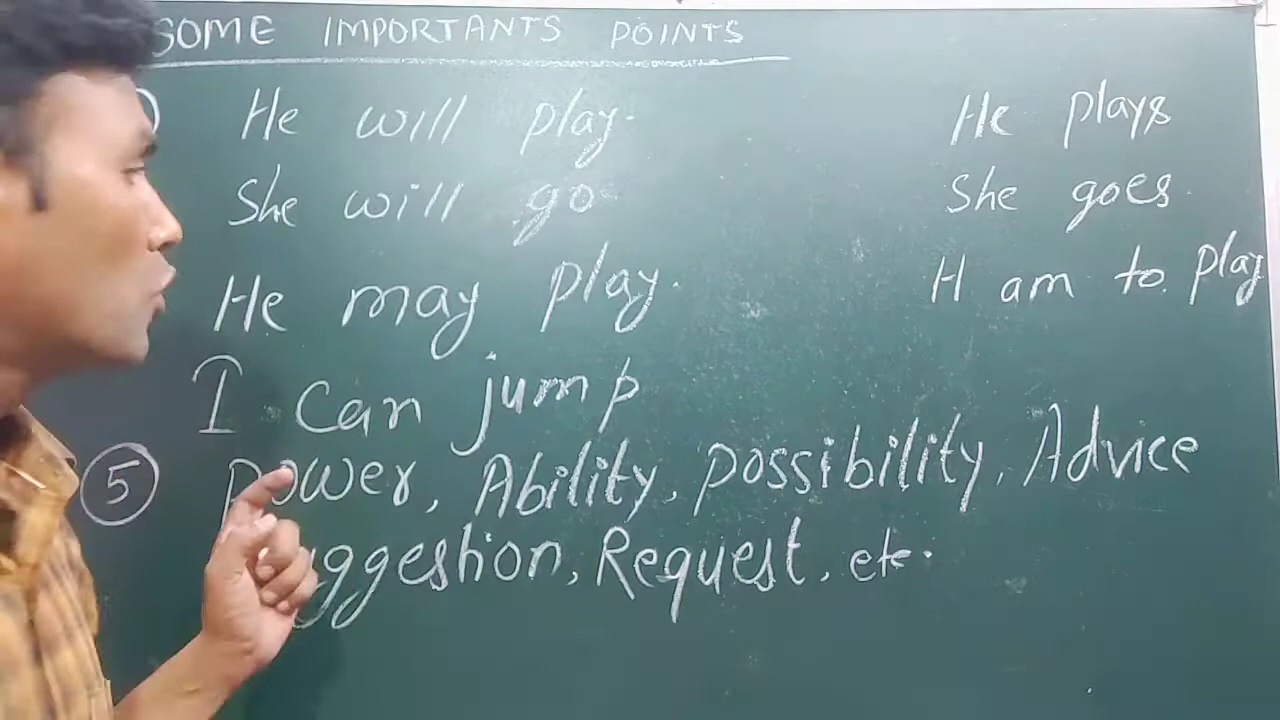 SOME IMPORTANTS POINTS
He will play.
He plays
She will go
She goes
He may play.
H am to play
I can jump
5 power, Ability, possibility, Advice
uggestion, Request, etc.